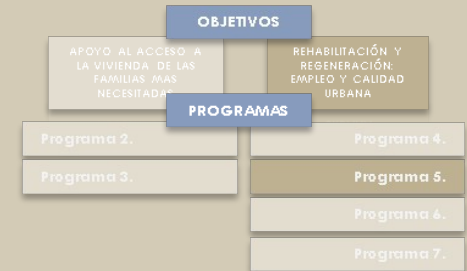 OBJETIVOS
APOYO AL ACCESO A
LA VIVIENDA DE LAS
FAMILIAS MAS
NECESITADAS
REHABILITACIÓN Y
REGENERACIÓN:
EMPLEO Y CALIDAD
URBANA
PROGRAMAS
Programa 2.
Programa 4.
Programa 3.
Programa 5.
Programa 6.
Programa 7.